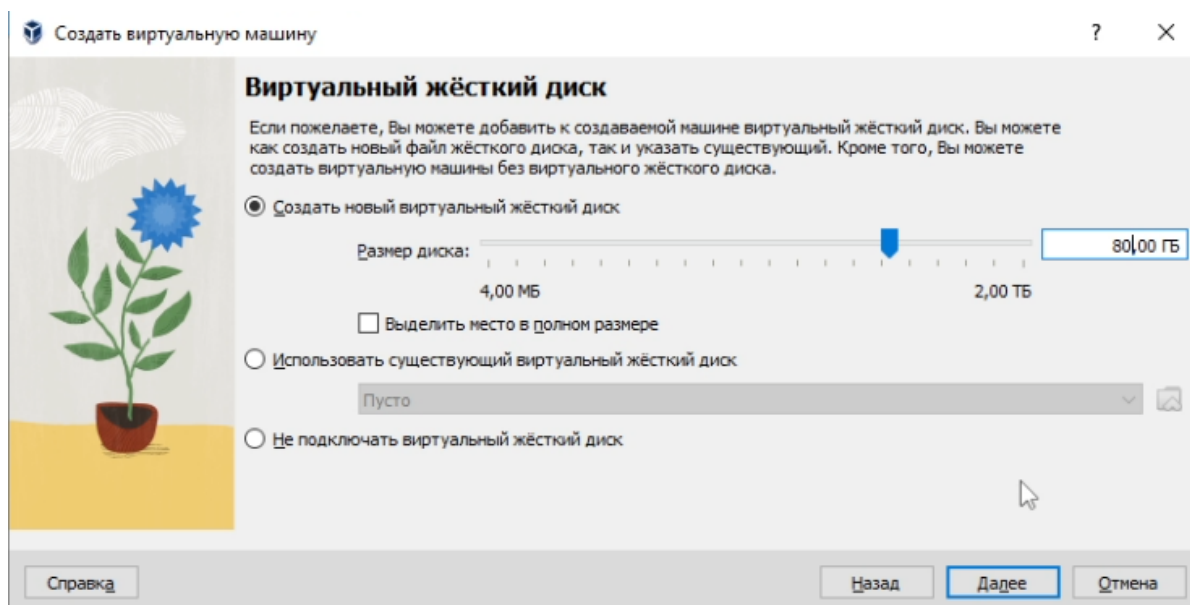 Создать виртуальную машину
?
Виртуальный жёсткий диск
Если пожелаете, Вы можете добавить к создаваемой машине виртуальный жёсткий диск. Вы можете
как создать новый файл жёсткого диска, так и указать существующий. Кроме того, Вы можете
создать виртуальную машины без виртуального жёсткого диска.
Создать новый виртуальный жёсткий диск
Размер диска: 80,00 ГБ
4,00 МБ 2,00 ТБ
Выделить место в полном размере
Использовать существующий виртуальный жёсткий диск
Пусто
Не подключать виртуальный жёсткий диск
Справка Назад Далее Отмена